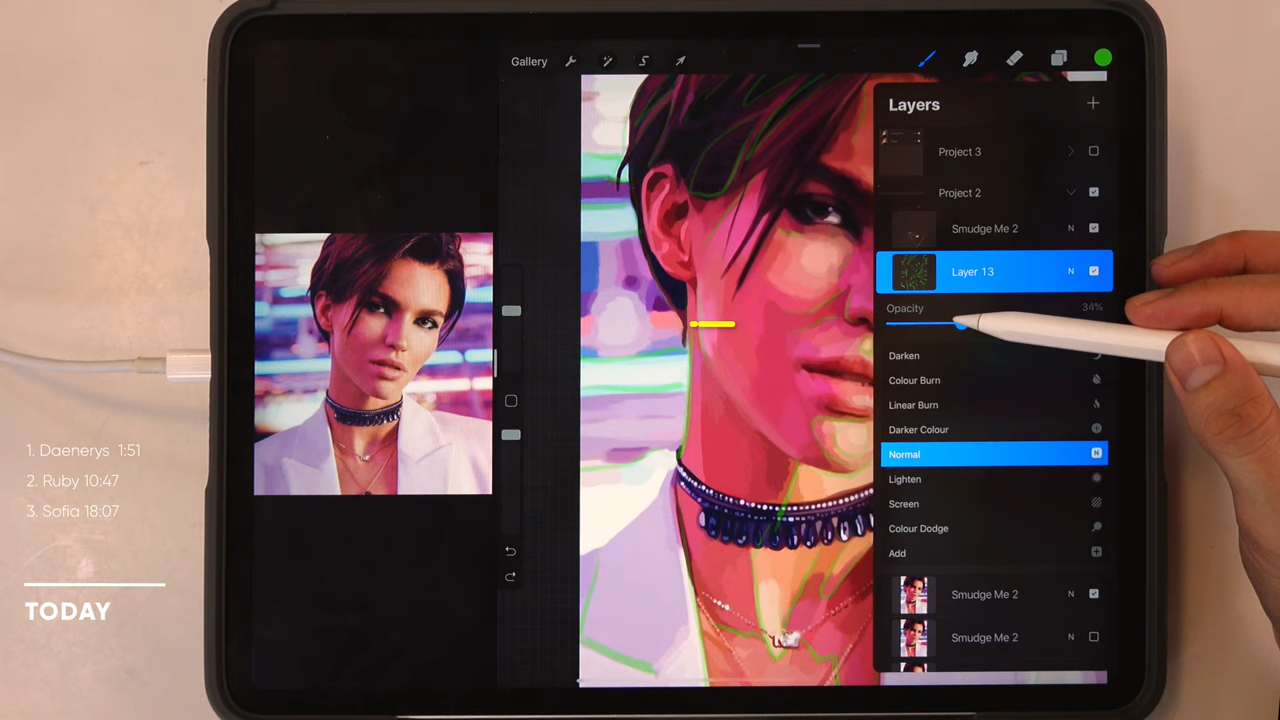 Gallery
Layers
Project 3
Project 2
Smudge Me 2 N
Layer 13 N
Opacity 34%
Darken
Colour Burn
Linear Burn
Darker Colour
Normal N
Lighten
Screen
Colour Dodge
Add
Smudge Me 2 N
Smudge Me 2 N
1. Daenerys 1:51
2. Ruby 10:47
3. Sofia 18:07
TODAY